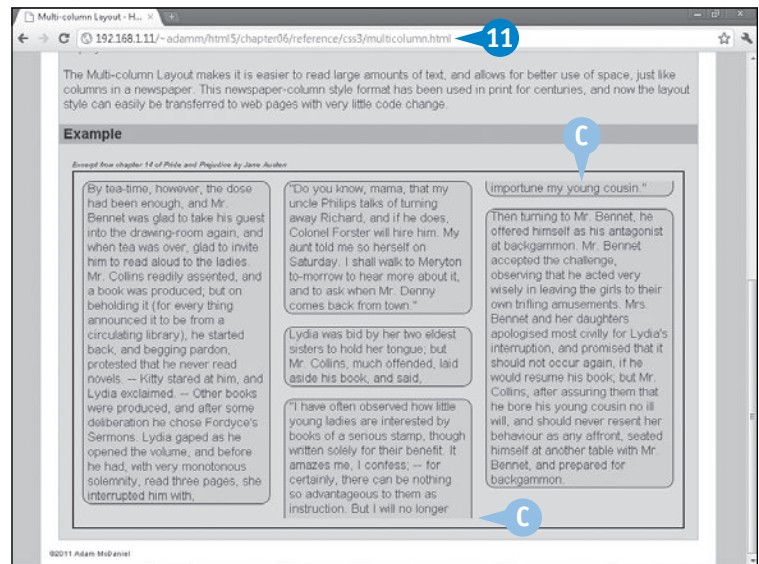 Multi-column Layout - H...
11
192.168.1.11/~adamm/html5/chapter06/reference/css3/multicolumn.html
The Multi-column Layout makes it is easier to read large amounts of text, and allows for better use of space, just like
columns in a newspaper. This newspaper-column style format has been used in print for centuries, and now the layout
style can easily be transferred to web pages with very little code change.
Example
C
Excerpt from chapter 14 of Pride and Prejudice by Jane Austen
By tea-time, however, the dose
had been enough, and Mr.
Bennet was glad to take his guest
into the drawing-room again, and
when tea was over, glad to invite
him to read aloud to the ladies.
Mr. Collins readily assented, and
a book was produced; but on
beholding it (for every thing
announced it to be from a
circulating library), he started
back, and begging pardon,
protested that he never read
novels. -- Kitty stared at him, and
Lydia exclaimed. -- Other books
were produced, and after some
deliberation he chose Fordyce's
Sermons. Lydia gaped as he
opened the volume, and before
he had, with very monotonous
solemnity, read three pages, she
interrupted him with,
"Do you know, mama, that my
uncle Philips talks of turning
away Richard, and if he does,
Colonel Forster will hire him. My
aunt told me so herself on
Saturday. I shall walk to Meryton
to-morrow to hear more about it,
and to ask when Mr. Denny
comes back from town."
Lydia was bid by her two eldest
sisters to hold her tongue; but
Mr. Collins, much offended, laid
aside his book, and said,
"I have often observed how little
young ladies are interested by
books of a serious stamp, though
written solely for their benefit. It
amazes me, I confess; -- for
certainly, there can be nothing
so advantageous to them as
instruction. But I will no longer
C
importune my young cousin."
Then turning to Mr. Bennet, he
offered himself as his antagonist
at backgammon. Mr. Bennet
accepted the challenge,
observing that he acted very
wisely in leaving the girls to their
own trifling amusements. Mrs.
Bennet and her daughters
apologised most civilly for Lydia's
interruption, and promised that it
should not occur again, if he
would resume his book; but Mr.
Collins, after assuring them that
he bore his young cousin no ill
will, and should never resent her
behaviour as any affront, seated
himself at another table with Mr.
Bennet, and prepared for
backgammon.
©2011 Adam McDaniel